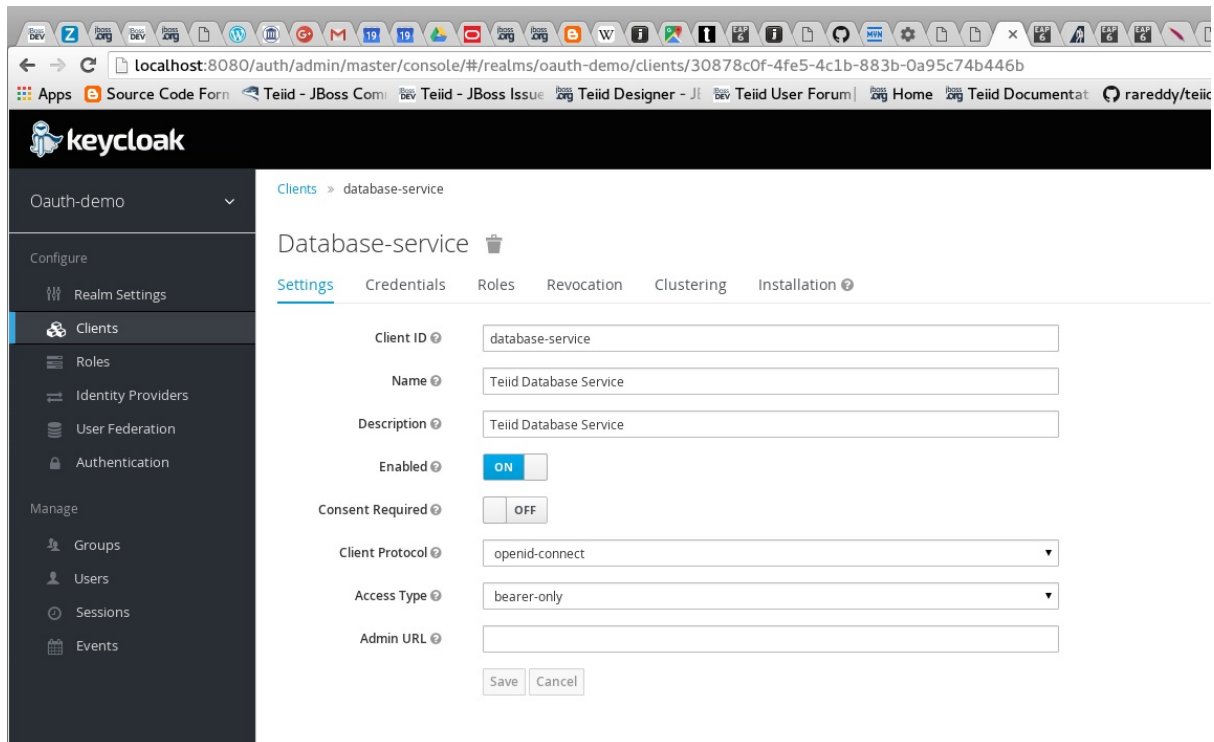 localhost:8080/auth/admin/master/console/#/realms/oauth-demo/clients/30878c0f-4fe5-4c1b-883b-0a95c74b446b
Apps Source Code Forn Teiid - JBoss Com Teiid - JBoss Issue Teiid Designer - JE Teiid User Forum| Home Teiid Documentat rareddy/teiid
keycloak
Oauth-demo
Clients » database-service
Database-service
Configure
Settings Credentials Roles Revocation Clustering Installation
Realm Settings
Clients
Roles
Identity Providers
User Federation
Authentication
Manage
Groups
Users
Sessions
Events
Client ID database-service
Name Teiid Database Service
Description Teiid Database Service
Enabled ON
Consent Required OFF
Client Protocol openid-connect
Access Type bearer-only
Admin URL
Save Cancel